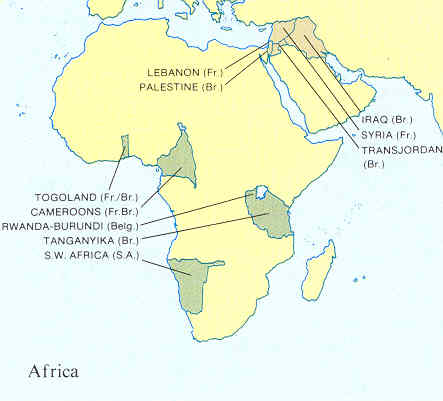 LEBANON (Fr.)
PALESTINE (Br.)
IRAQ (Br.)
SYRIA (Fr.)
TRANSJORDAN
(Br.)
TOGOLAND (Fr./Br.)
CAMEROONS (Fr.Br.)
RWANDA-BURUNDI (Belg.)
TANGANYIKA (Br.)
S.W. AFRICA (S.A.)
Africa